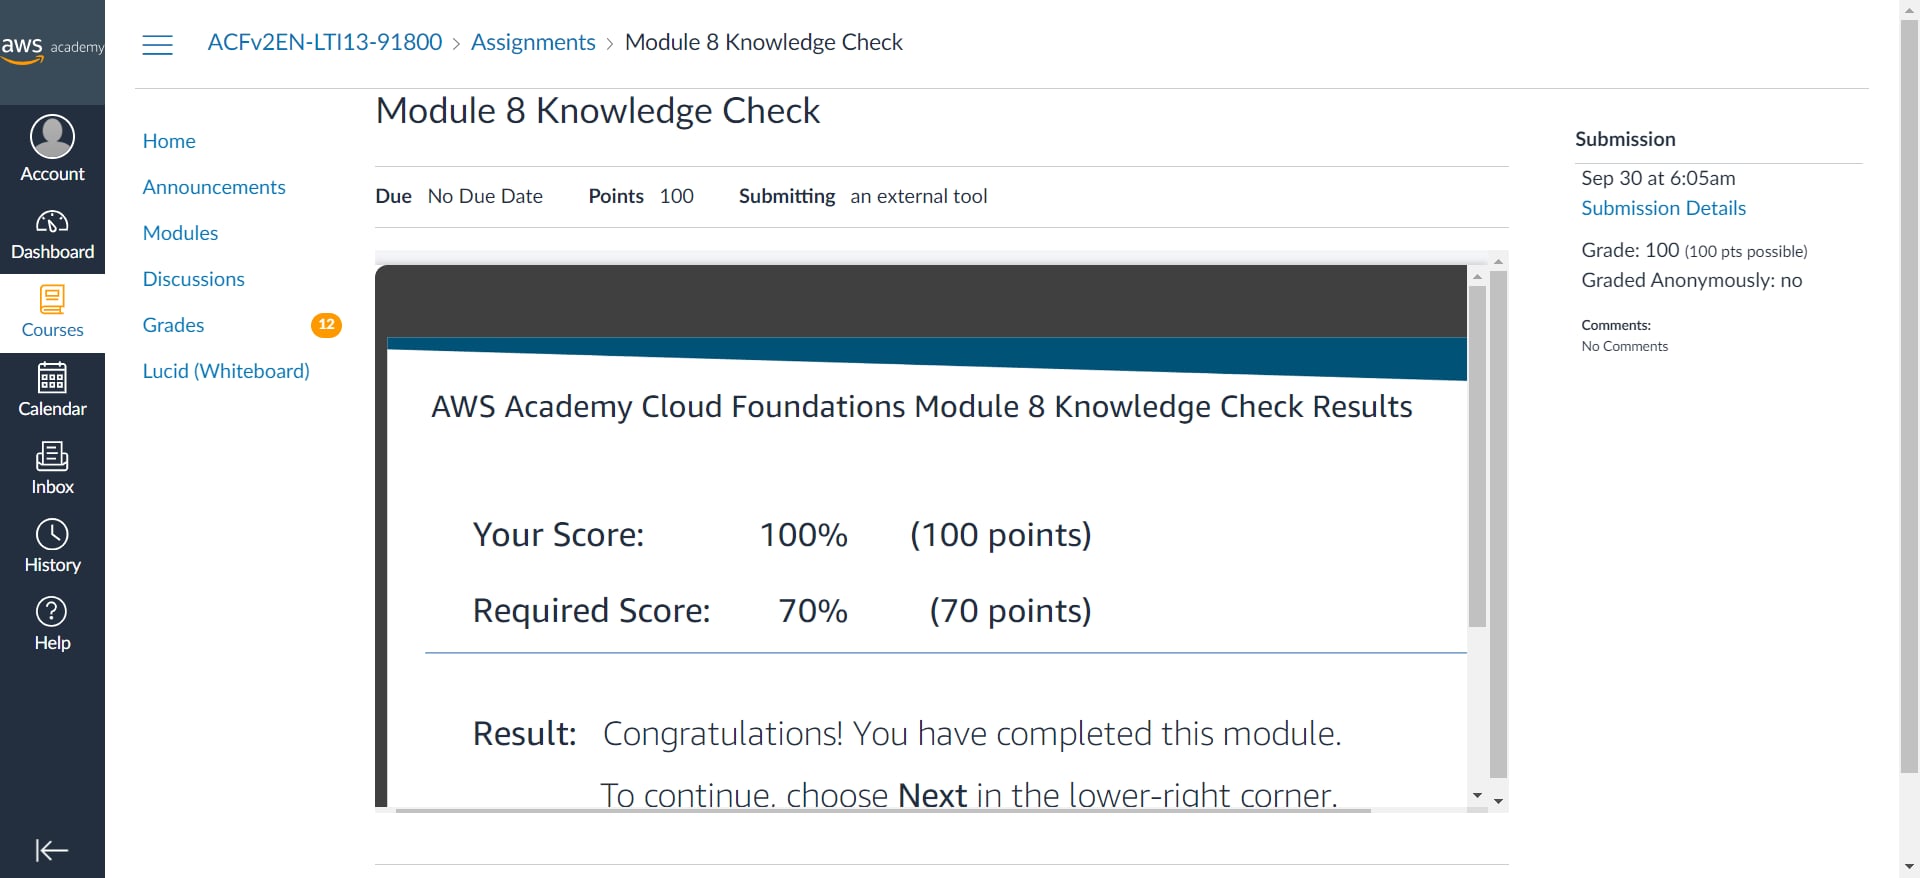 aws academy
Account
Dashboard
Courses
Calendar
Inbox
History
Help
ACFv2EN-LTI13-91800 > Assignments > Module 8 Knowledge Check
Home
Announcements
Modules
Discussions
Grades 12
Lucid (Whiteboard)
Module 8 Knowledge Check
Due No Due Date Points 100 Submitting an external tool
AWS Academy Cloud Foundations Module 8 Knowledge Check Results
Your Score: 100% (100 points)
Required Score: 70% (70 points)
Result: Congratulations! You have completed this module.
To continue, choose Next in the lower-right corner.
Submission
Sep 30 at 6:05am
Submission Details
Grade: 100 (100 pts possible)
Graded Anonymously: no
Comments:
No Comments